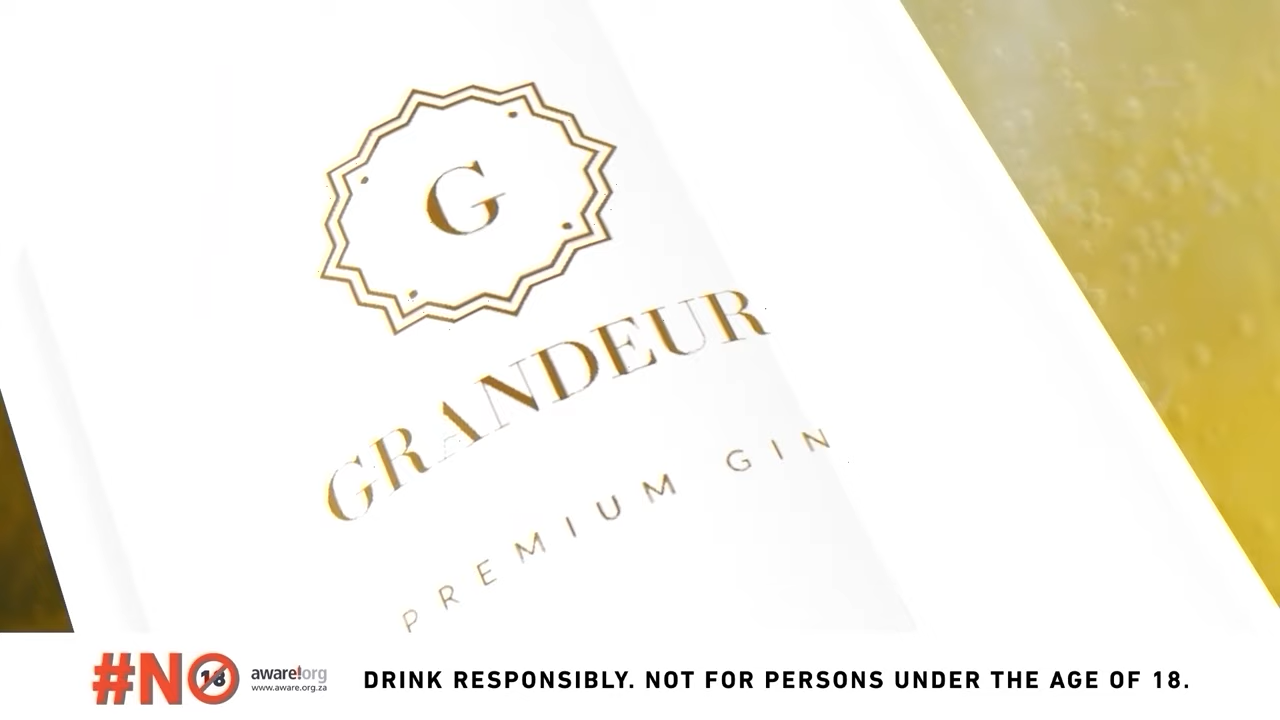 G
GRANDEUR
PREMIUM GIN
#NO
18
aware!org
www.aware.org.za
DRINK RESPONSIBLY. NOT FOR PERSONS UNDER THE AGE OF 18.